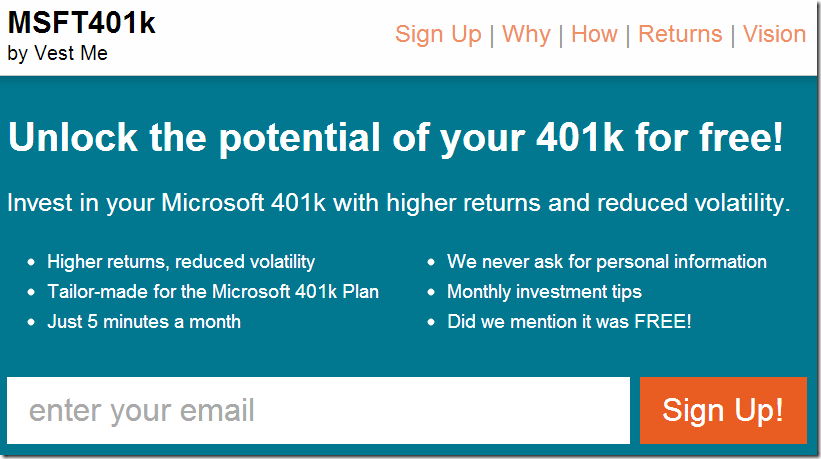 MSFT401k
by Vest Me
Sign Up | Why | How | Returns | Vision
Unlock the potential of your 401k for free!
Invest in your Microsoft 401k with higher returns and reduced volatility.
• Higher returns, reduced volatility
• Tailor-made for the Microsoft 401k Plan
• Just 5 minutes a month
• We never ask for personal information
• Monthly investment tips
• Did we mention it was FREE!
enter your email
Sign Up!